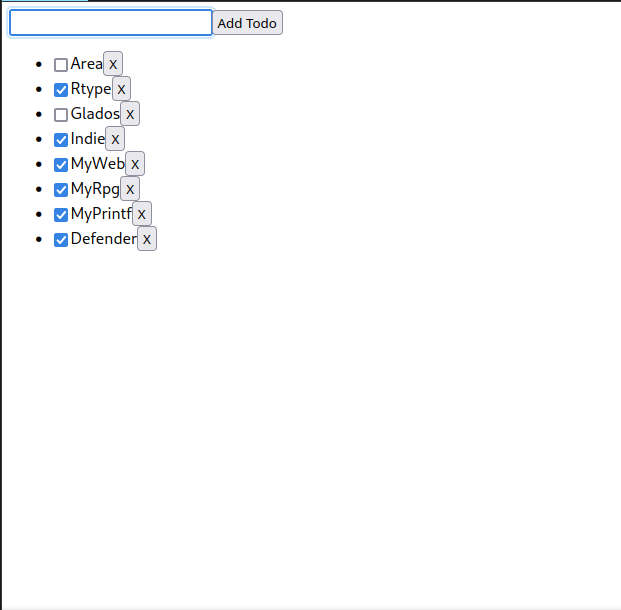 Add Todo
Area X
Rtype X
Glados X
Indie X
MyWeb X
MyRpg X
MyPrintf X
Defender X